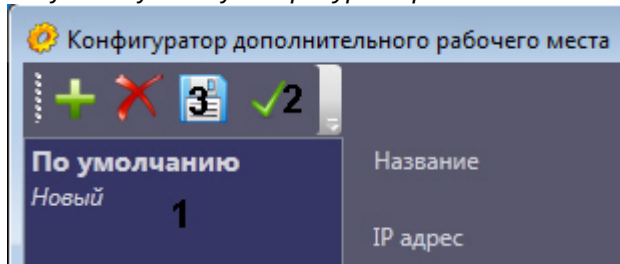 Конфигуратор дополнительного рабочего места
3 2
По умолчанию
Название
Новый
1
IP адрес